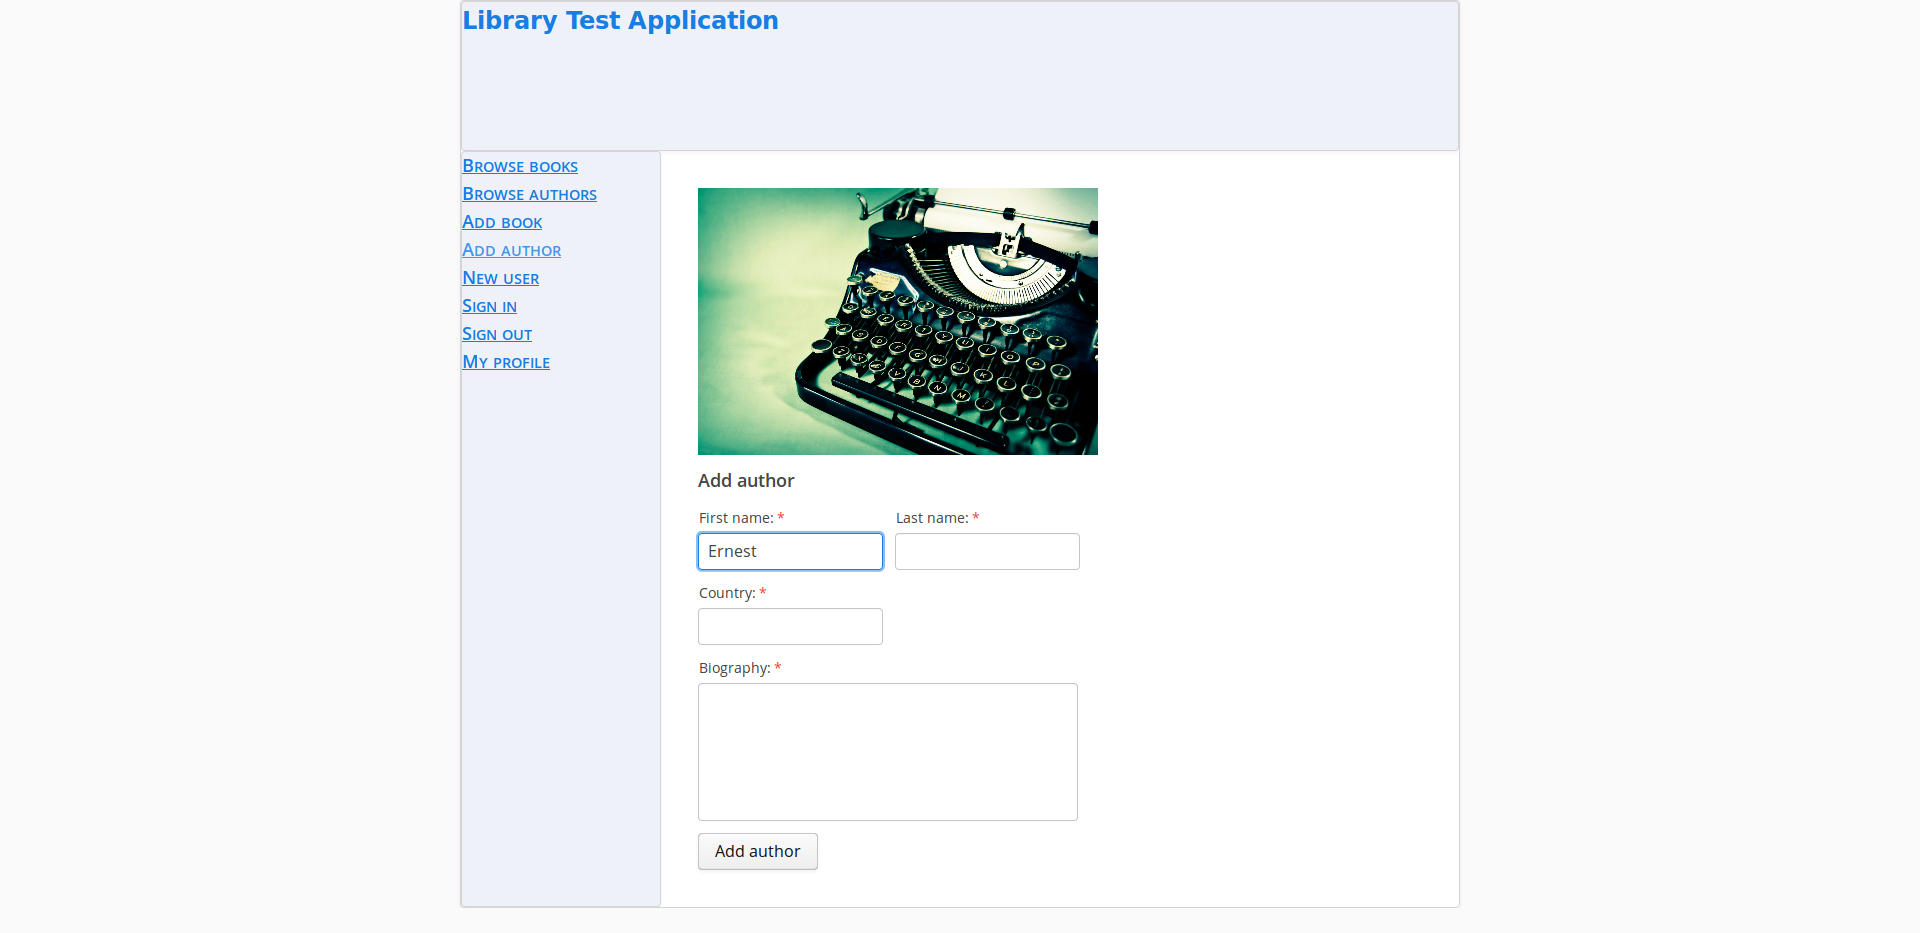 Library Test Application
Browse books
Browse authors
Add book
Add author
New user
Sign in
Sign out
My profile
Add author
First name: * Last name: *
Ernest
Country: *
Biography: *
Add author